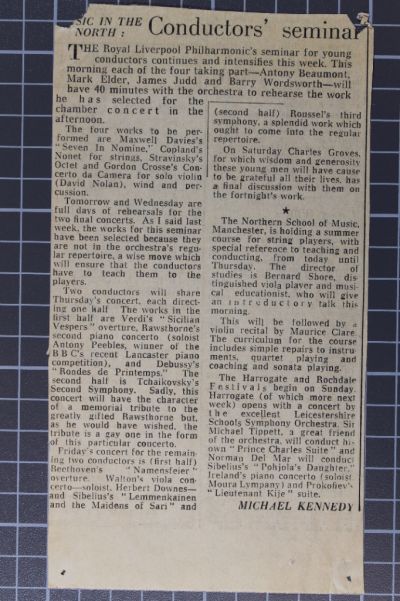 SIC IN THE
NORTH :
Conductors' seminar
THE Royal Liverpool Philharmonic's seminar for young
conductors continues and intensifies this week. This
morning each of the four taking part—Antony Beaumont,
Mark Elder, James Judd and Barry Wordsworth—will
have 40 minutes with the orchestra to rehearse the work
he has selected for the
chamber concert in the
afternoon.
The four works to be per-
formed are Maxwell Davies's
"Seven In Nomine," Copland's
Nonet for strings, Stravinsky's
Octet and Gordon Crosse's Con-
certo da Camera for solo violin
(David Nolan), wind and per-
cussion.
Tomorrow and Wednesday are
full days of rehearsals for the
two final concerts. As I said last
week, the works for this seminar
have been selected because they
are not in the orchestra's regu-
lar repertoire, a wise move which
will ensure that the conductors
have to teach them to the
players.
Two conductors will share
Thursday's concert, each direct-
ing one half. The works in the
first half are Verdi's "Sicilian
Vespers" overture, Rawsthorne's
second piano concerto (soloist
Antony Peebles, winner of the
BBC's recent Lancaster piano
competition), and Debussy's
"Rondes de Printemps." The
second half is Tchaikovsky's
Second Symphony. Sadly, this
concert will have the character
of a memorial tribute to the
greatly gifted Rawsthorne but,
as he would have wished, the
tribute is a gay one in the form
of this particular concerto.
Friday's concert for the remain-
ing two conductors is (first half)
Beethoven's "Namensfeier"
overture, Walton's viola con-
certo—soloist, Herbert Downes—
and Sibelius's "Lemmenkainen
and the Maidens of Sari" and
(second half) Roussel's third
symphony, a splendid work which
ought to come into the regular
repertoire.
On Saturday Charles Groves,
for which wisdom and generosity
these young men will have cause
to be grateful all their lives, has
a final discussion with them on
the fortnight's work.
★
The Northern School of Music,
Manchester, is holding a summer
course for string players, with
special reference to teaching and
conducting, from today until
Thursday. The director of
studies is Bernard Shore, dis-
tinguished viola player and musi-
cal educationist, who will give
an introductory talk this
morning.
This will be followed by a
violin recital by Maurice Clare.
The curriculum for the course
includes simple repairs to instru-
ments, quartet playing and
coaching and sonata playing.
The Harrogate and Rochdale
Festivals begin on Sunday.
Harrogate (of which more next
week) opens with a concert by
the excellent Leicestershire
Schools Symphony Orchestra. Sir
Michael Tippett, a great friend
of the orchestra, will conduct his
own "Prince Charles Suite" and
Norman Del Mar will conduct
Sibelius's "Pohjola's Daughter,"
Ireland's piano concerto (soloist
Moura Lympany) and Prokofiev's
"Lieutenant Kije" suite.
MICHAEL KENNEDY